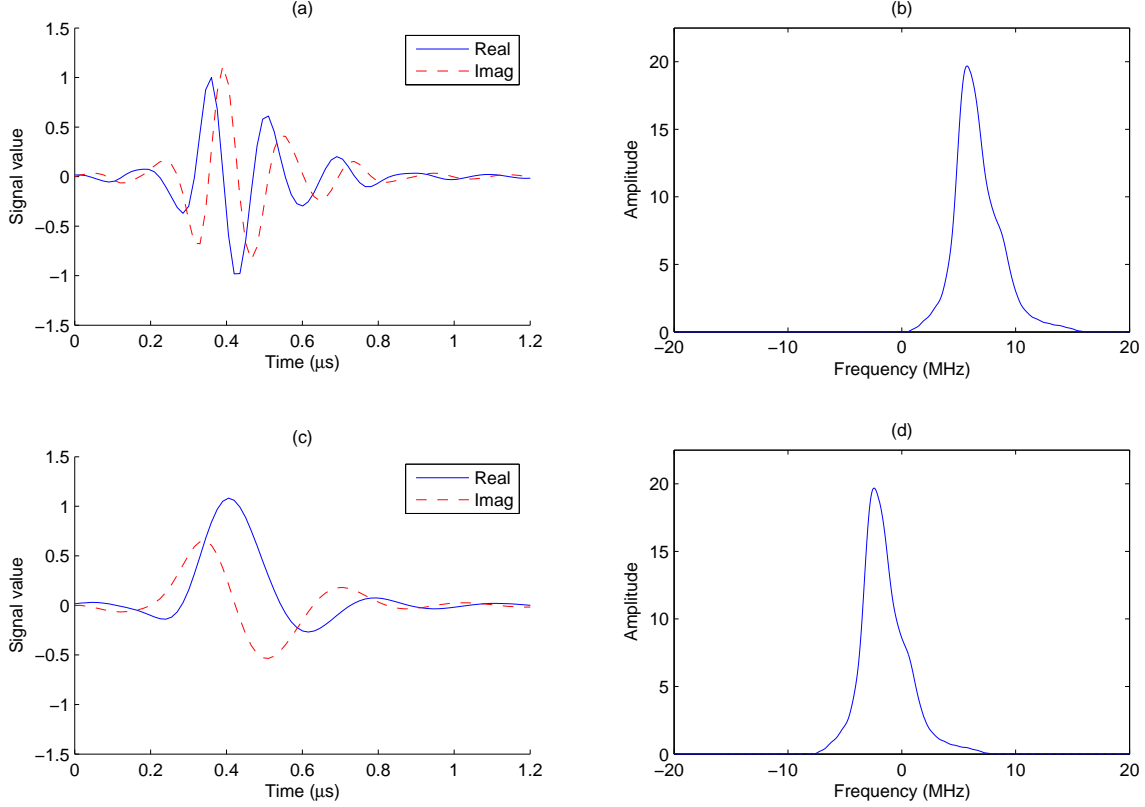 (a)
1.5
1
0.5
0
−0.5
−1
−1.5
0 0.2 0.4 0.6 0.8 1 1.2
Signal value
Time (μs)
Real
Imag
(b)
20
15
10
5
0
−20 −10 0 10 20
Amplitude
Frequency (MHz)
(c)
1.5
1
0.5
0
−0.5
−1
−1.5
0 0.2 0.4 0.6 0.8 1 1.2
Signal value
Time (μs)
Real
Imag
(d)
20
15
10
5
0
−20 −10 0 10 20
Amplitude
Frequency (MHz)